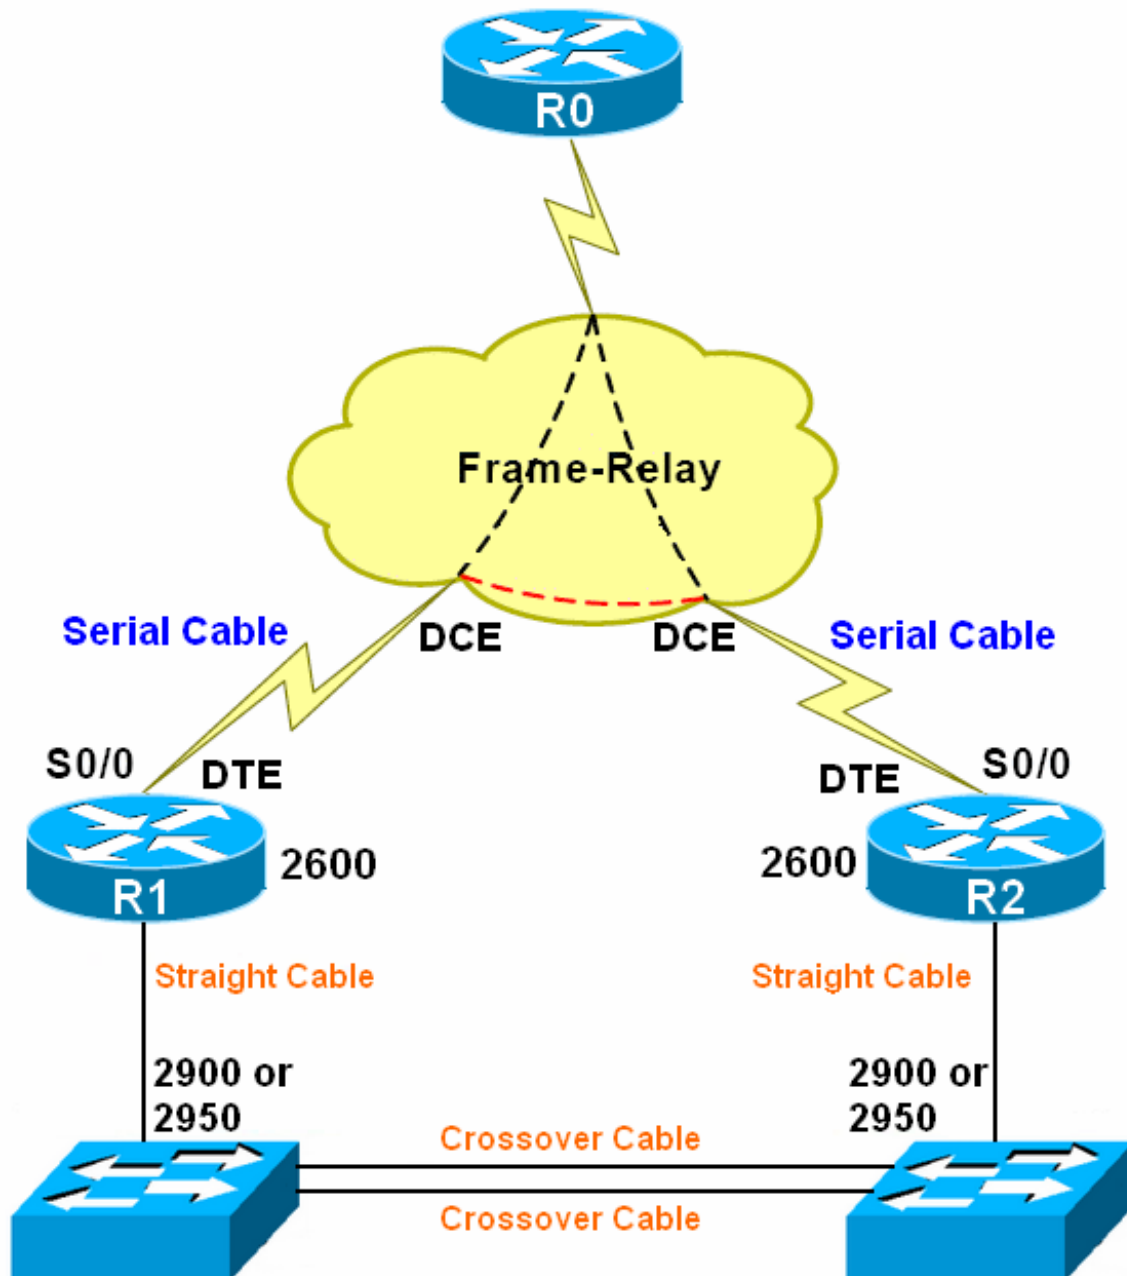 R0
Frame-Relay
Serial Cable
DCE
DCE
Serial Cable
S0/0
DTE
DTE
S0/0
R1
2600
2600
R2
Straight Cable
Straight Cable
2900 or
2950
2900 or
2950
Crossover Cable
Crossover Cable